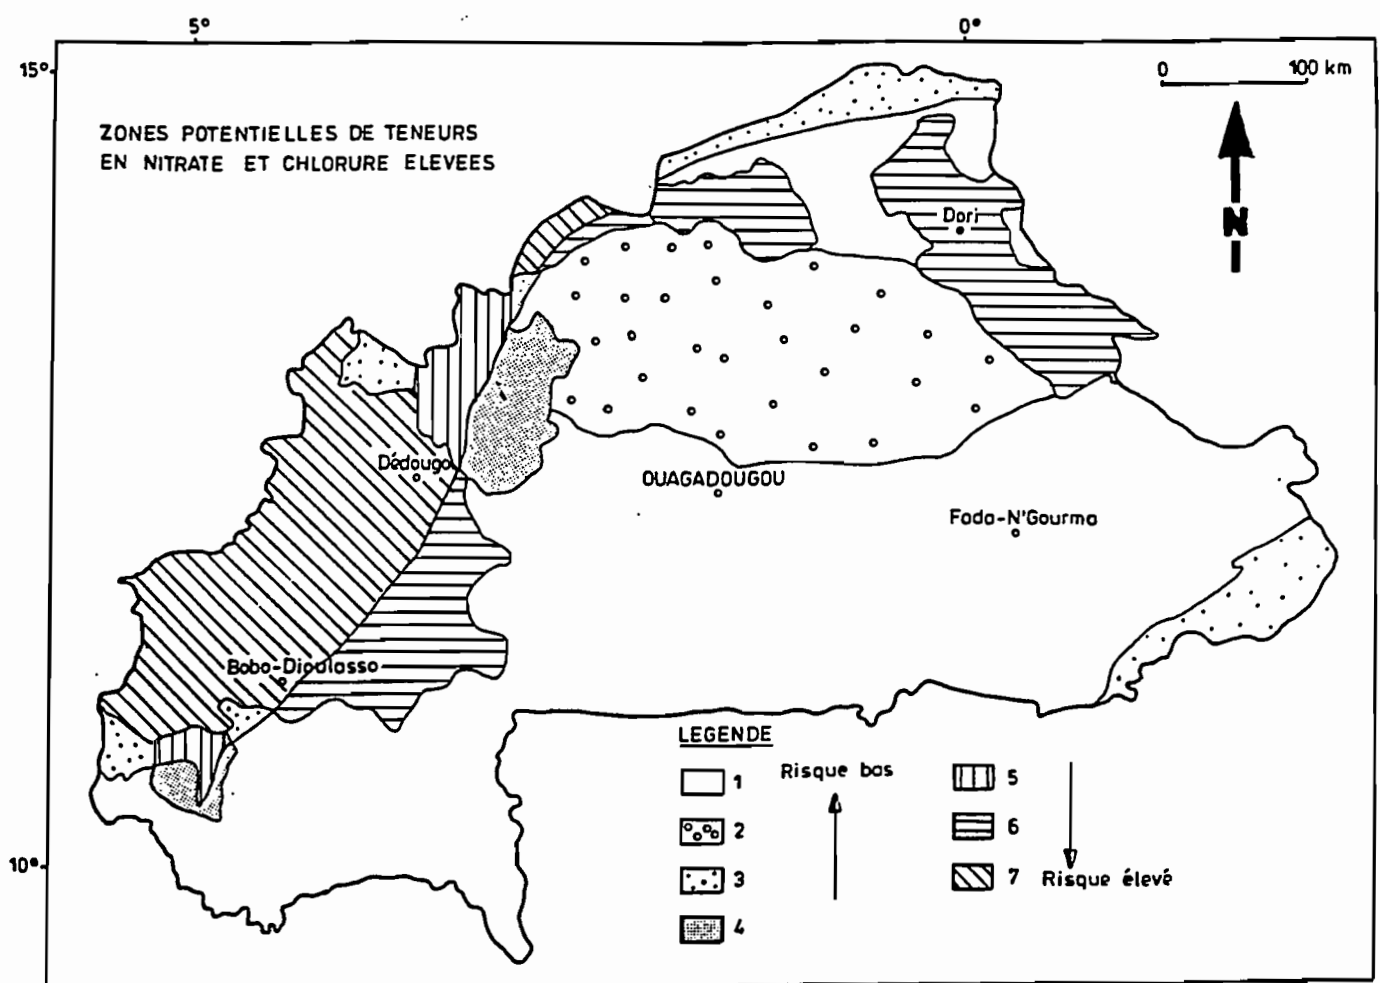 5°
0°
15°
0 100 km
ZONES POTENTIELLES DE TENEURS
EN NITRATE ET CHLORURE ELEVEES
N
Dori
Dédougo
OUAGADOUGOU
Fada-N'Gourma
Bobo-Dioulasso
10°
LEGENDE
1
Risque bas
2
3
4
5
6
7
Risque élevé